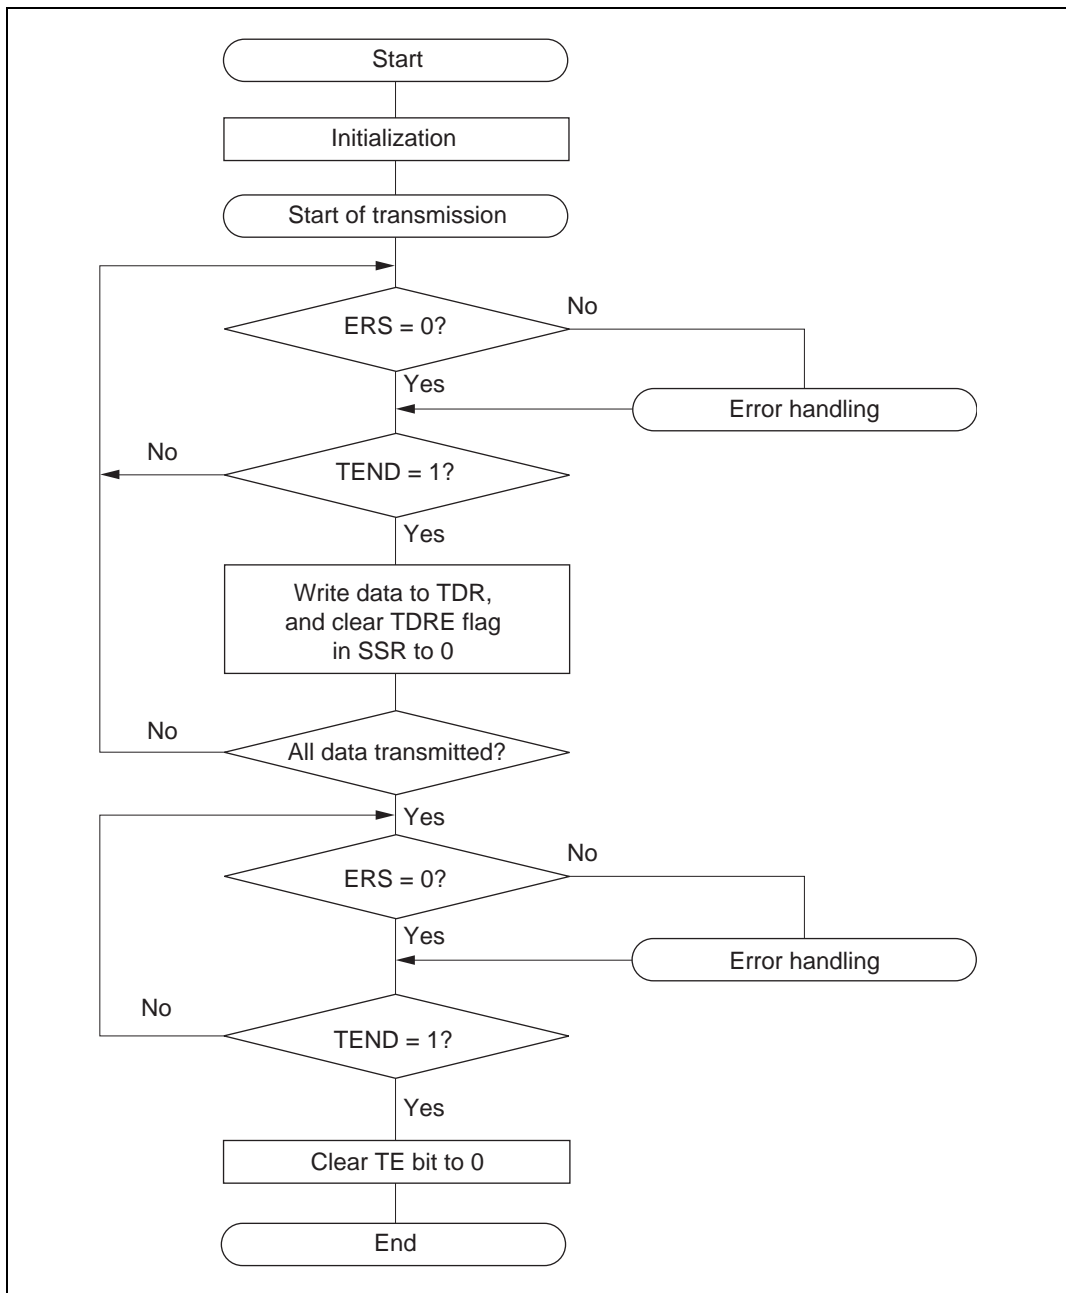 Start
Initialization
Start of transmission
ERS = 0?
No
Yes
Error handling
No
TEND = 1?
Yes
Write data to TDR,
and clear TDRE flag
in SSR to 0
No
All data transmitted?
Yes
ERS = 0?
No
Yes
Error handling
No
TEND = 1?
Yes
Clear TE bit to 0
End